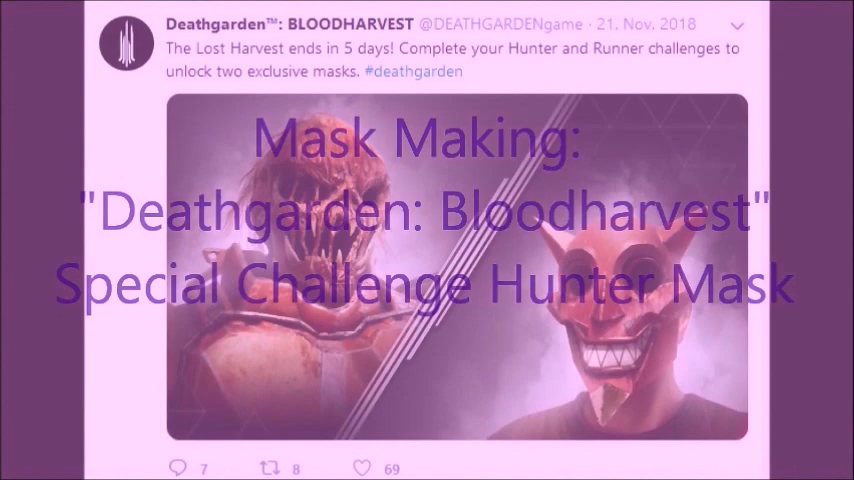 Deathgarden™: BLOODHARVEST @DEATHGARDENgame · 21. Nov. 2018
The Lost Harvest ends in 5 days! Complete your Hunter and Runner challenges to
unlock two exclusive masks. #deathgarden
Mask Making:
"Deathgarden: Bloodharvest"
Special Challenge Hunter Mask
7 8 69